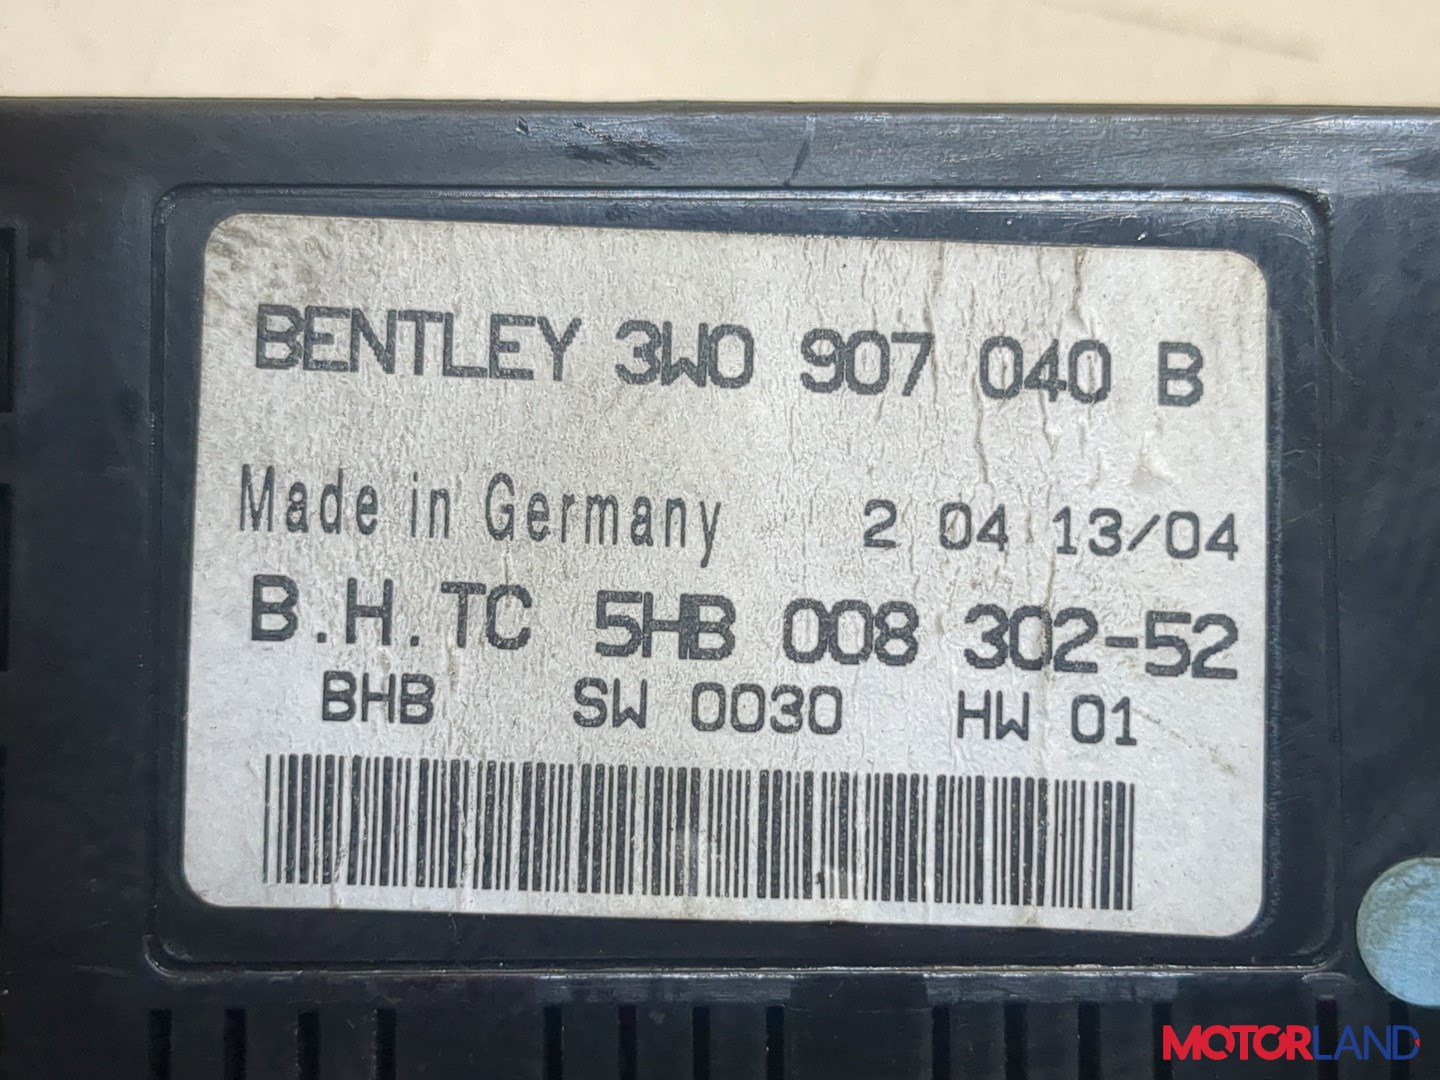 BENTLEY 3W0 907 040 B
Made in Germany 2 04 13/04
B.H.TC 5HB 008 302-52
BHB SW 0030 HW 01
MOTORLAND